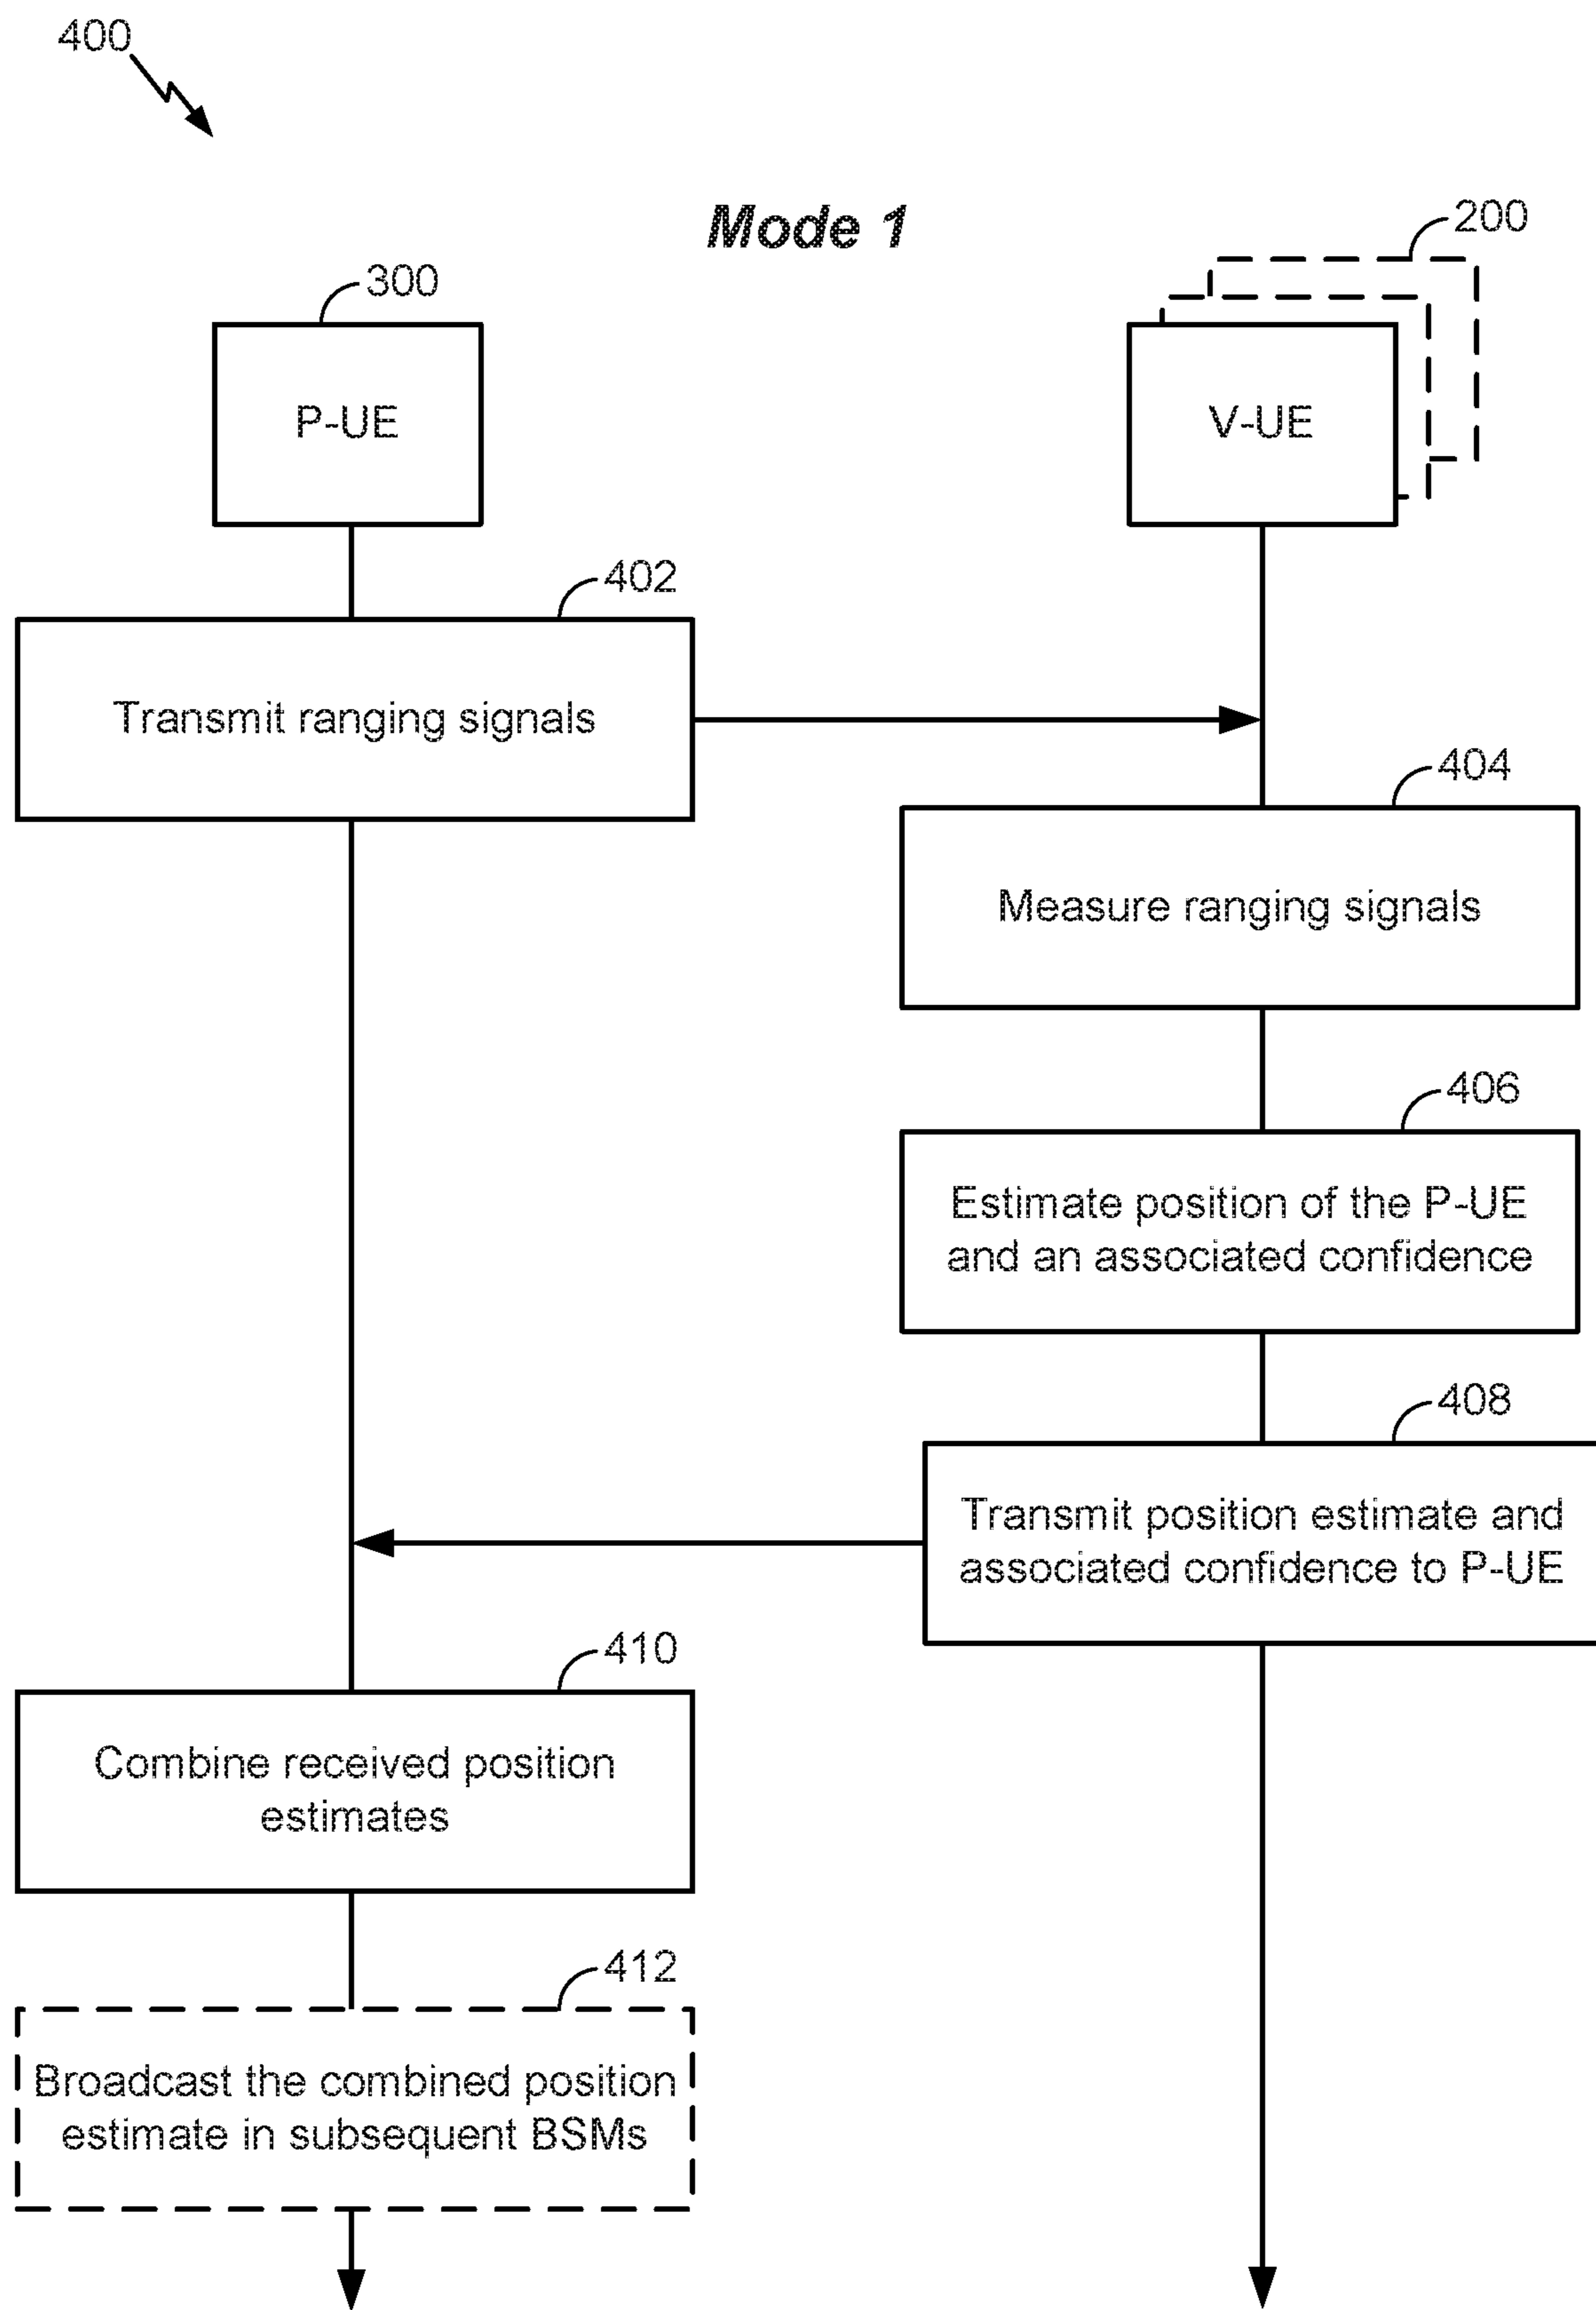 400
Mode 1
200
300
P-UE
V-UE
402
Transmit ranging signals
404
Measure ranging signals
406
Estimate position of the P-UE
and an associated confidence
408
Transmit position estimate and
associated confidence to P-UE
410
Combine received position
estimates
412
Broadcast the combined position
estimate in subsequent BSMs